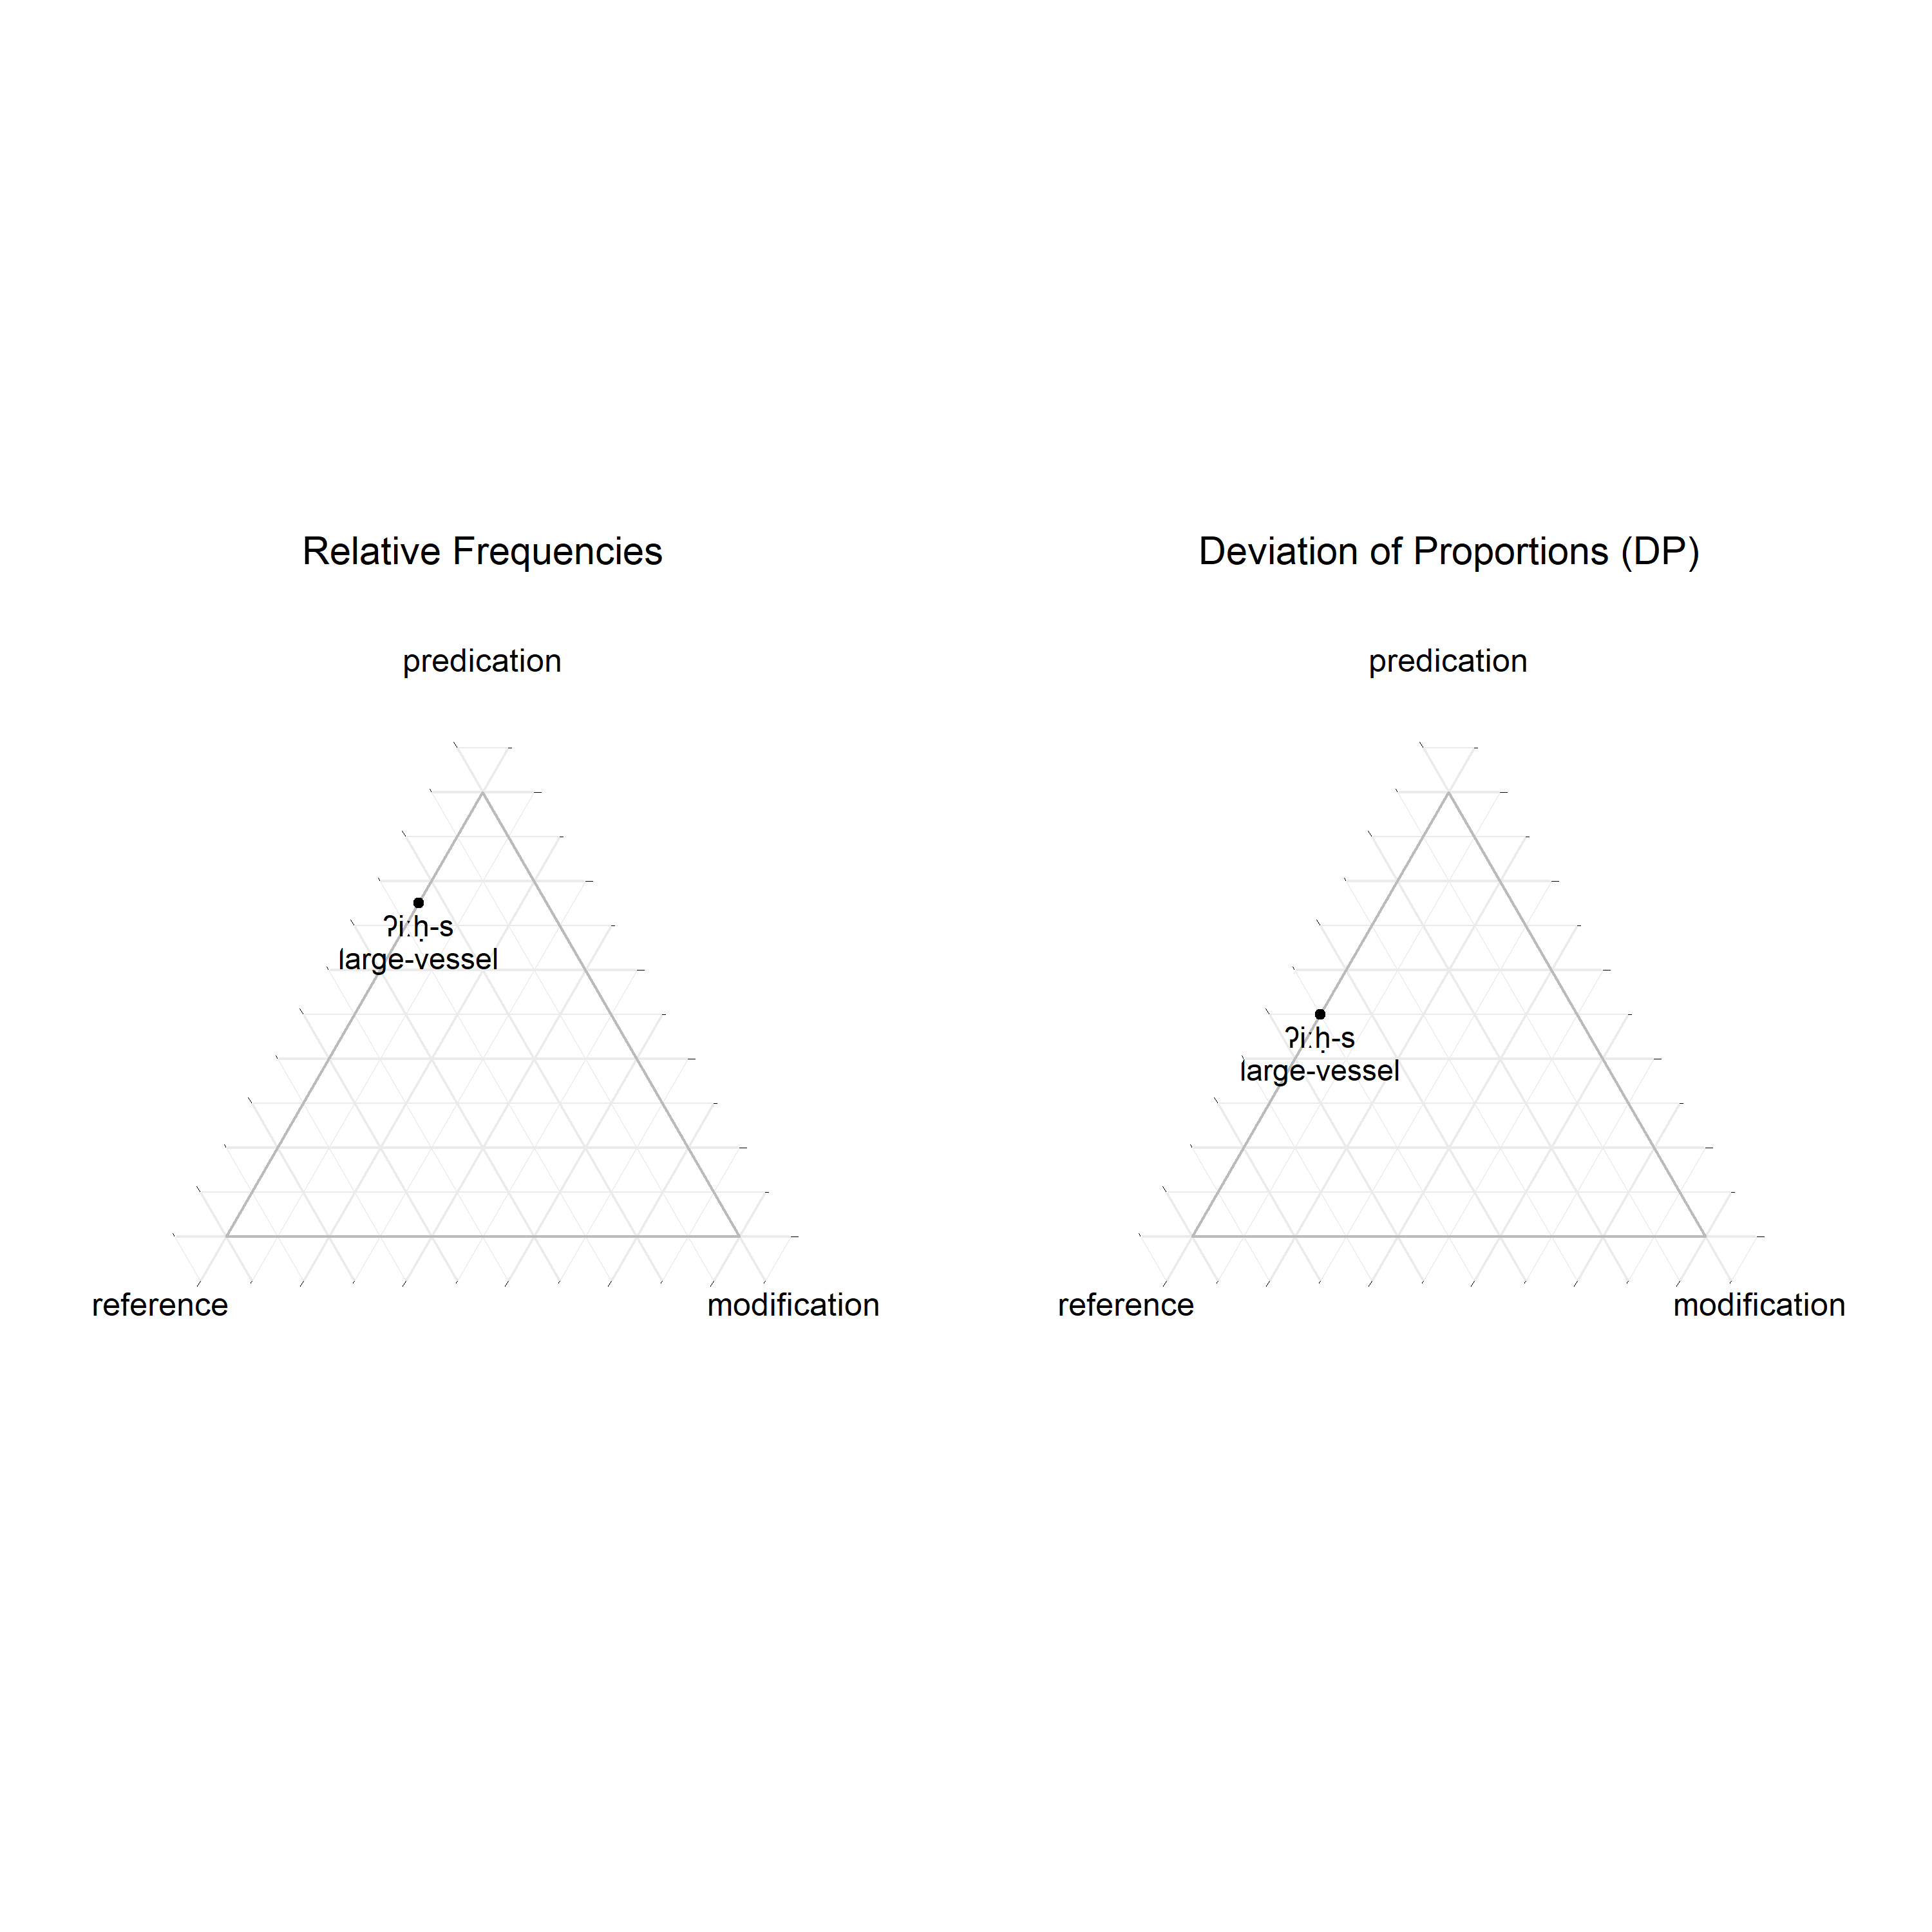 Relative Frequencies
predication
ʔiːḥ-s
large-vessel
reference
modification
Deviation of Proportions (DP)
predication
ʔiːḥ-s
large-vessel
reference
modification